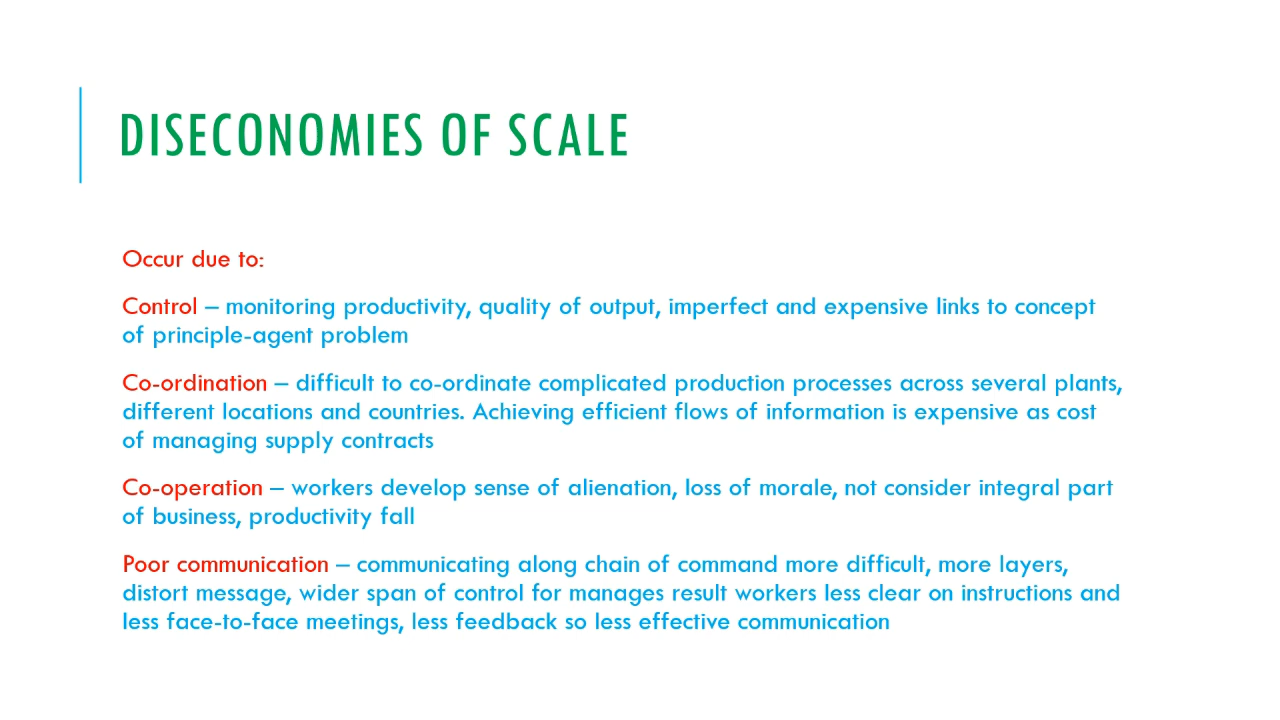 DISECONOMIES OF SCALE
Occur due to:
Control – monitoring productivity, quality of output, imperfect and expensive links to concept
of principle-agent problem
Co-ordination – difficult to co-ordinate complicated production processes across several plants,
different locations and countries. Achieving efficient flows of information is expensive as cost
of managing supply contracts
Co-operation – workers develop sense of alienation, loss of morale, not consider integral part
of business, productivity fall
Poor communication – communicating along chain of command more difficult, more layers,
distort message, wider span of control for manages result workers less clear on instructions and
less face-to-face meetings, less feedback so less effective communication